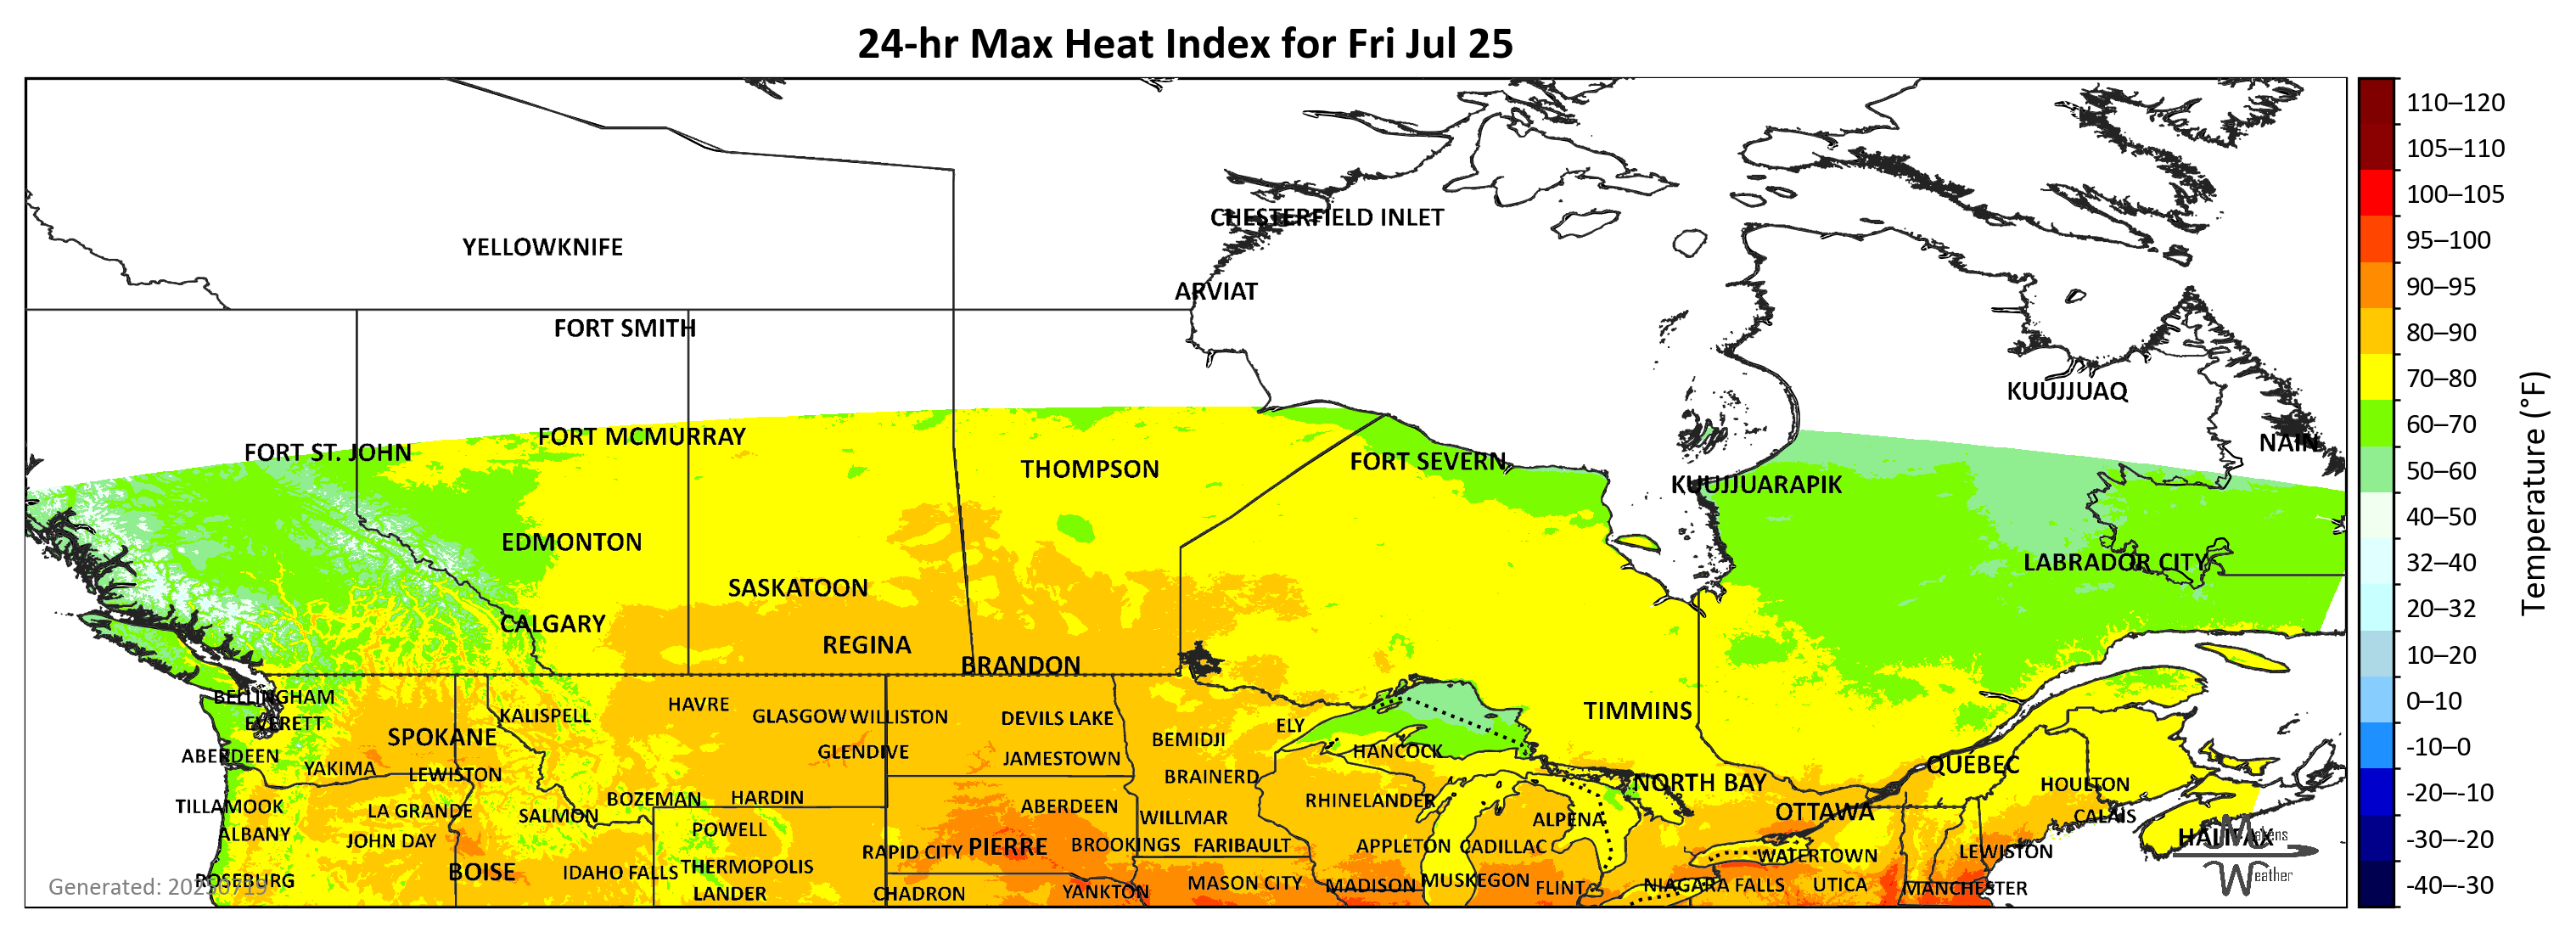 24-hr Max Heat Index for Fri Jul 25
110–120
105–110
CHESTERFIELD INLET
100–105
YELLOWKNIFE
95–100
ARVIAT
90–95
FORT SMITH
80–90
KUUJJUAQ
70–80
FORT MCMURRAY
60–70
FORT ST. JOHN
NAIN
THOMPSON
FORT SEVERN
50–60
KUUJJUARAPIK
Temperature (°F)
40–50
EDMONTON
LABRADOR CITY
32–40
SASKATOON
20–32
CALGARY
REGINA
10–20
BRANDON
BELLINGHAM
HAVRE
0–10
KALISPELL
GLASGOW WILLISTON
DEVILS LAKE
TIMMINS
EVERETT
ELY
SPOKANE
BEMIDJI
-10–0
ABERDEEN
GLENDIVE
JAMESTOWN
HANCOCK
QUÉBEC
YAKIMA
LEWISTON
BRAINERD
NORTH BAY
HOULTON
-20–-10
TILLAMOOK
LA GRANDE
SALMON
BOZEMAN
HARDIN
ABERDEEN
WILLMAR
RHINELANDER
ALPENA
OTTAWA
CALAIS
ALBANY
JOHN DAY
POWELL
RAPID CITY
PIERRE
BROOKINGS
FARIBAULT
APPLETON
CADILLAC
WATERTOWN
LEWISTON
HALIFAX
Makens
Weather
-30–-20
BOISE
IDAHO FALLS
THERMOPOLIS
Generated: 20250719
ROSEBURG
LANDER
CHADRON
YANKTON
MASON CITY
MADISON
MUSKEGON
FLINT
NIAGARA FALLS
UTICA
MANCHESTER
-40–-30